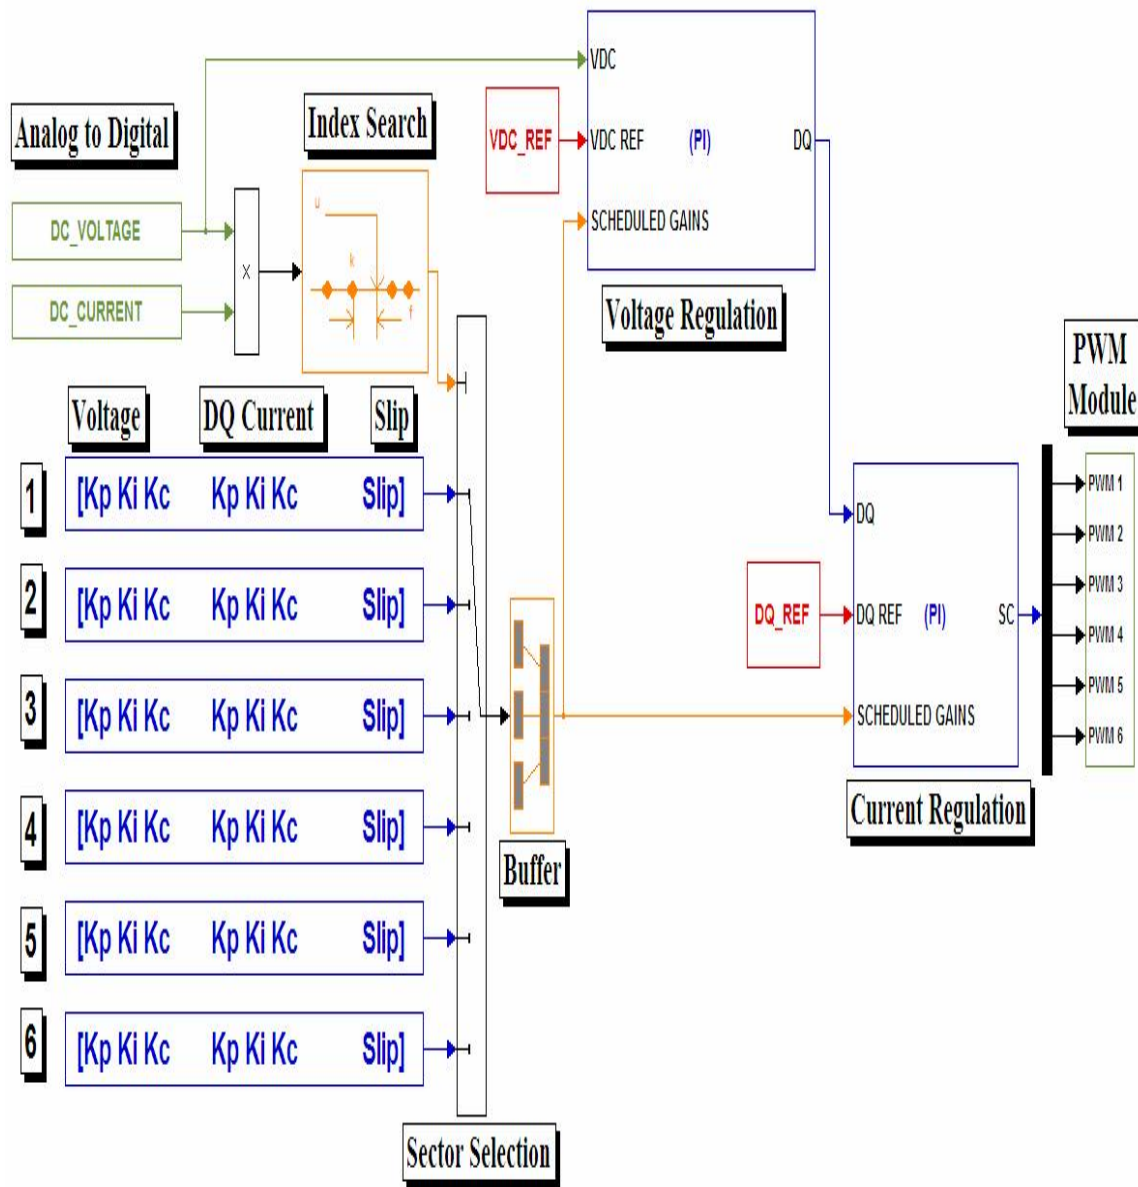 Analog to Digital
DC_VOLTAGE
DC_CURRENT
X
Index Search
u
k
f
VDC_REF
VDC
VDC REF
(PI)
DQ
SCHEDULED GAINS
Voltage Regulation
Voltage
DQ Current
Slip
1
[Kp Ki Kc Kp Ki Kc Slip]
2
[Kp Ki Kc Kp Ki Kc Slip]
3
[Kp Ki Kc Kp Ki Kc Slip]
4
[Kp Ki Kc Kp Ki Kc Slip]
5
[Kp Ki Kc Kp Ki Kc Slip]
6
[Kp Ki Kc Kp Ki Kc Slip]
Sector Selection
Buffer
DQ_REF
DQ
DQ REF
(PI)
SC
SCHEDULED GAINS
Current Regulation
PWM
Module
PWM 1
PWM 2
PWM 3
PWM 4
PWM 5
PWM 6